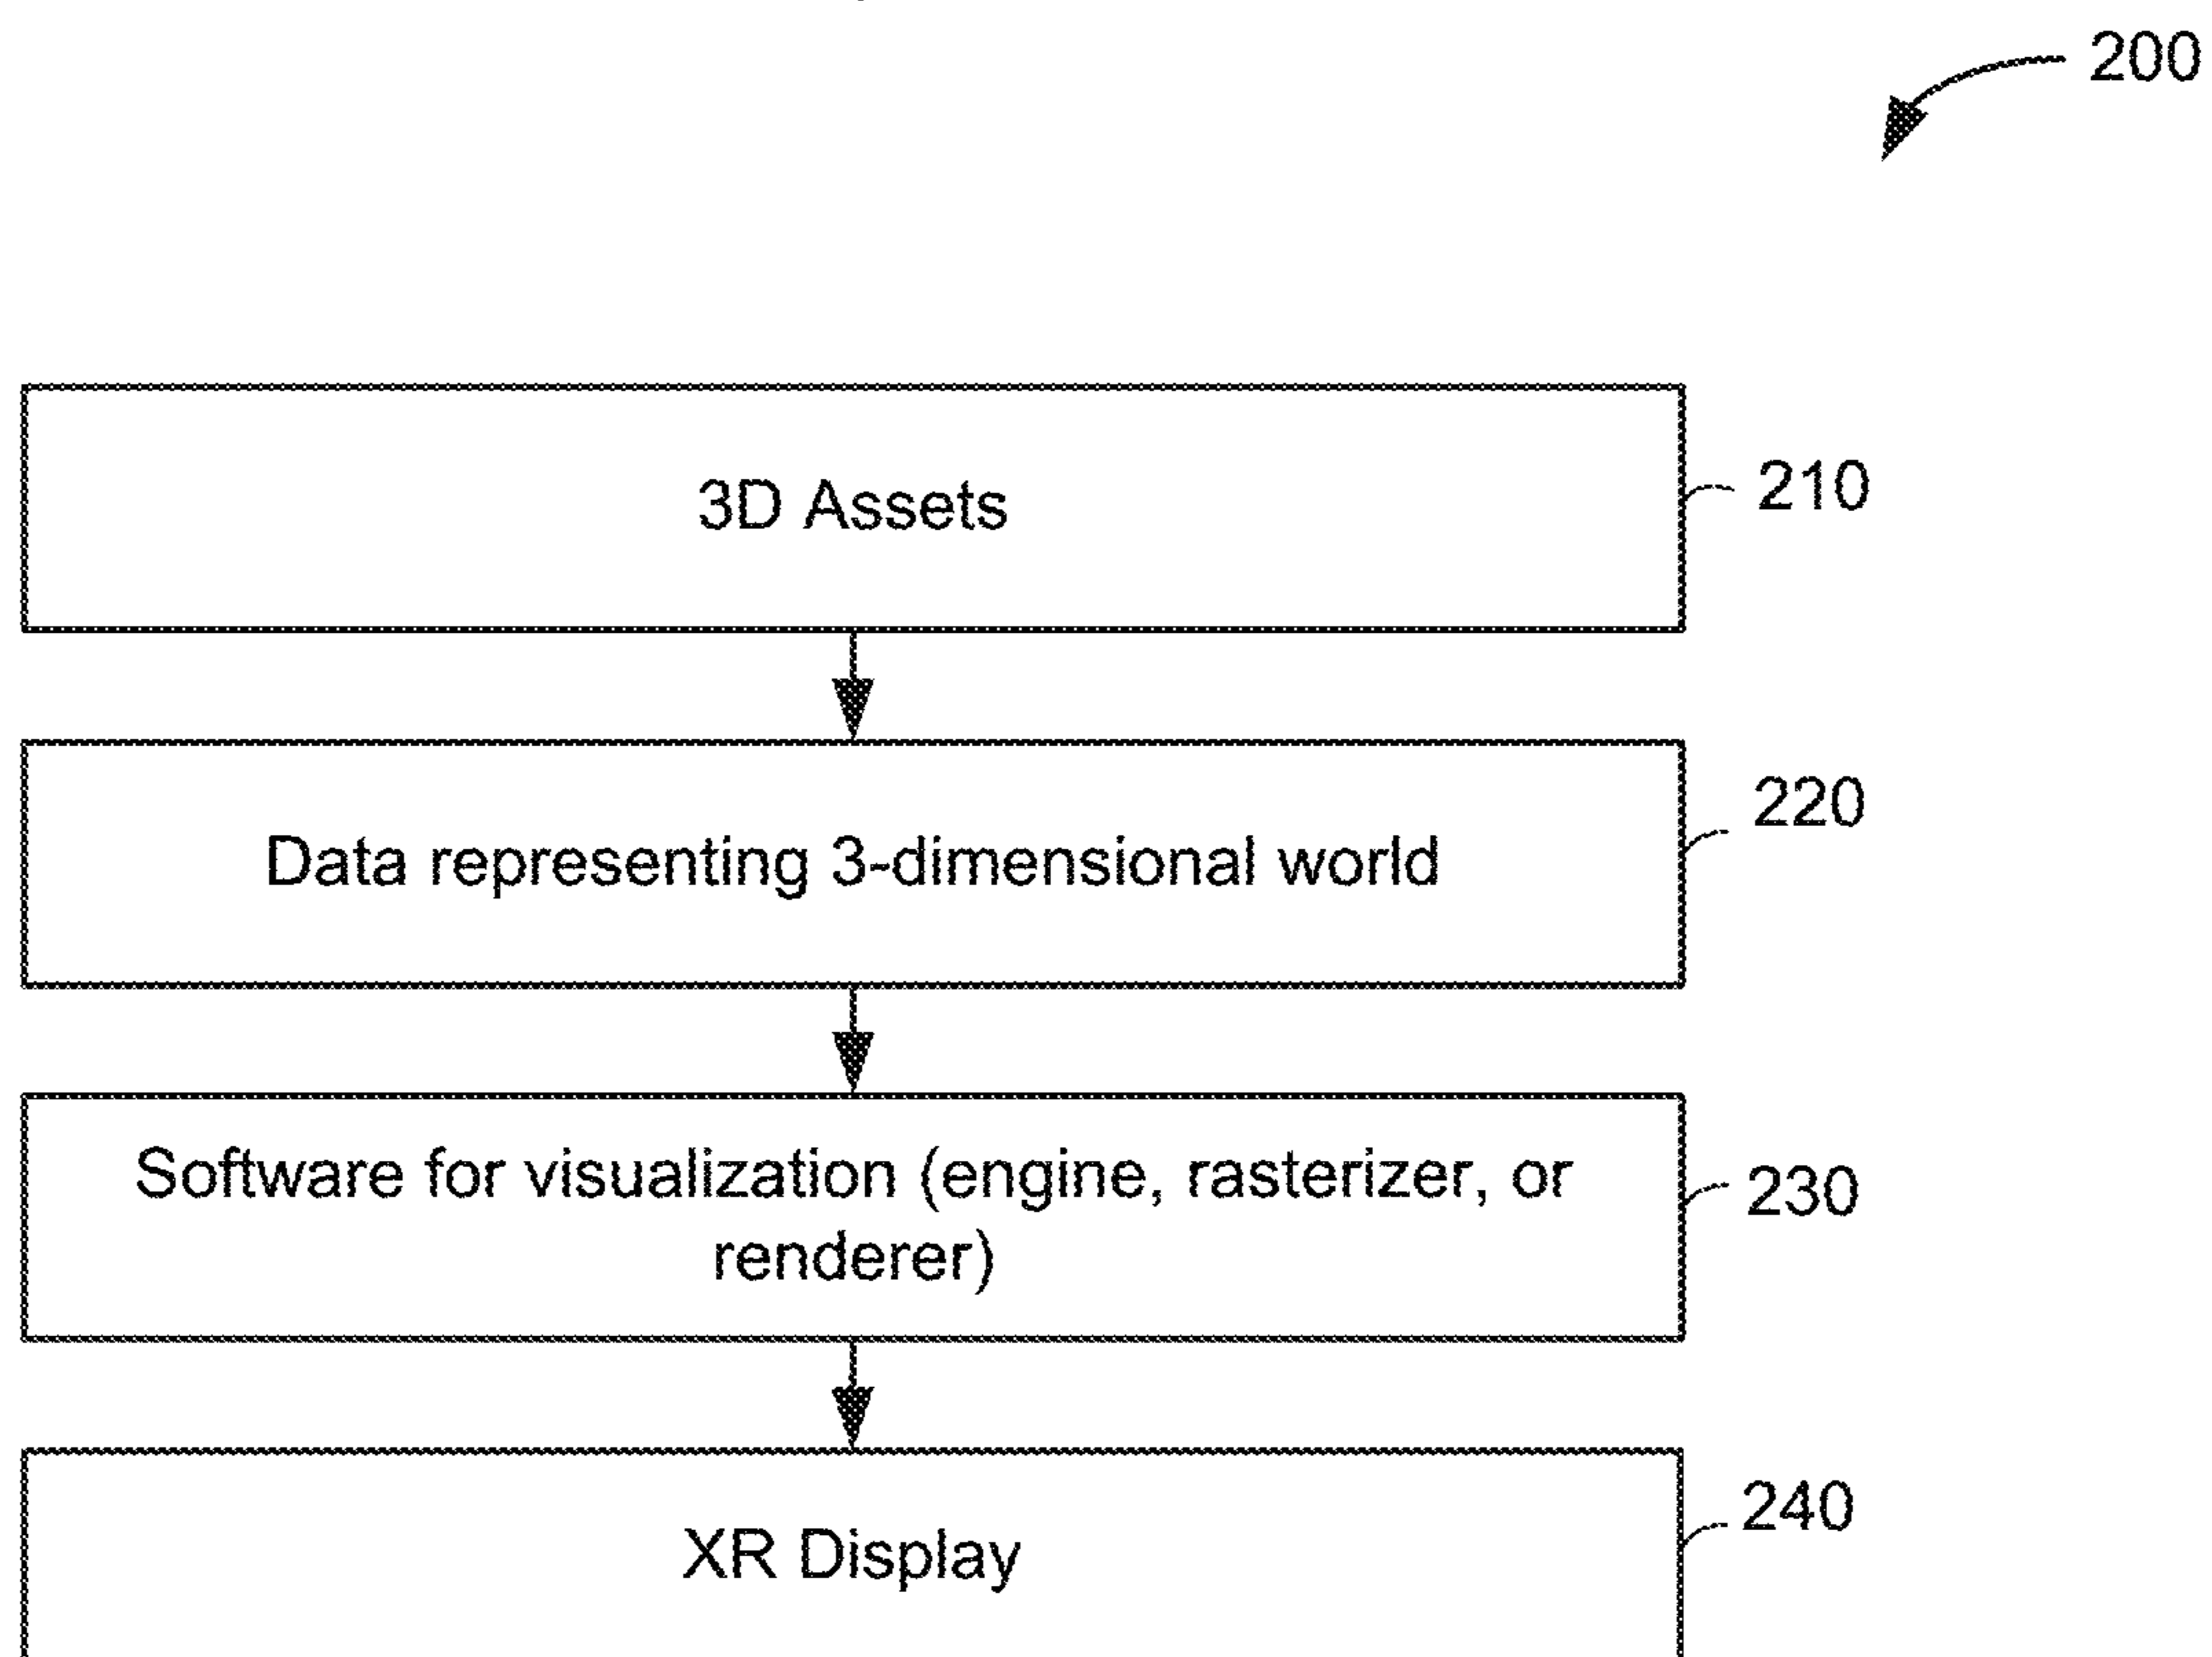 200
3D Assets
210
Data representing 3-dimensional world
220
Software for visualization (engine, rasterizer, or
renderer)
230
XR Display
240